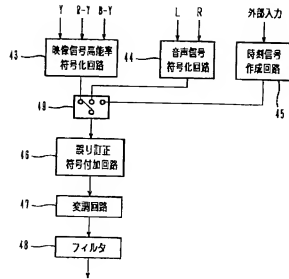 Y R-Y B-Y
L R
外部入力
43
映像信号高能率
符号化回路
44
音声信号
符号化回路
時刻信号
作成回路
45
49
46
誤り訂正
符号付加回路
47
変調回路
48
フィルタ